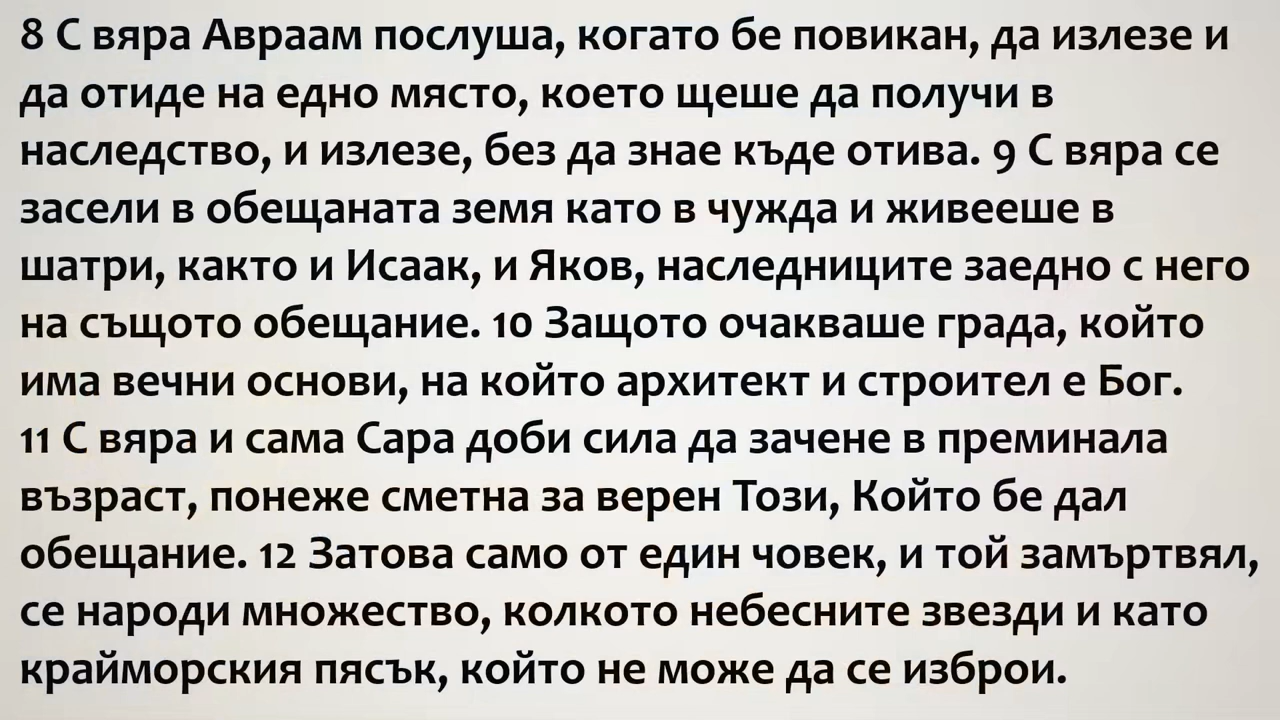 8 С вяра Авраам послуша, когато бе повикан, да излезе и
да отиде на едно място, което щеше да получи в
наследство, и излезе, без да знае къде отива. 9 С вяра се
засели в обещаната земя като в чужда и живееше в
шатри, както и Исаак, и Яков, наследниците заедно с него
на същото обещание. 10 Защото очакваше града, който
има вечни основи, на който архитект и строител е Бог.
11 С вяра и сама Сара доби сила да зачене в преминала
възраст, понеже сметна за верен Този, Който бе дал
обещание. 12 Затова само от един човек, и той замъртвял,
се народи множество, колкото небесните звезди и като
крайморския пясък, който не може да се изброи.